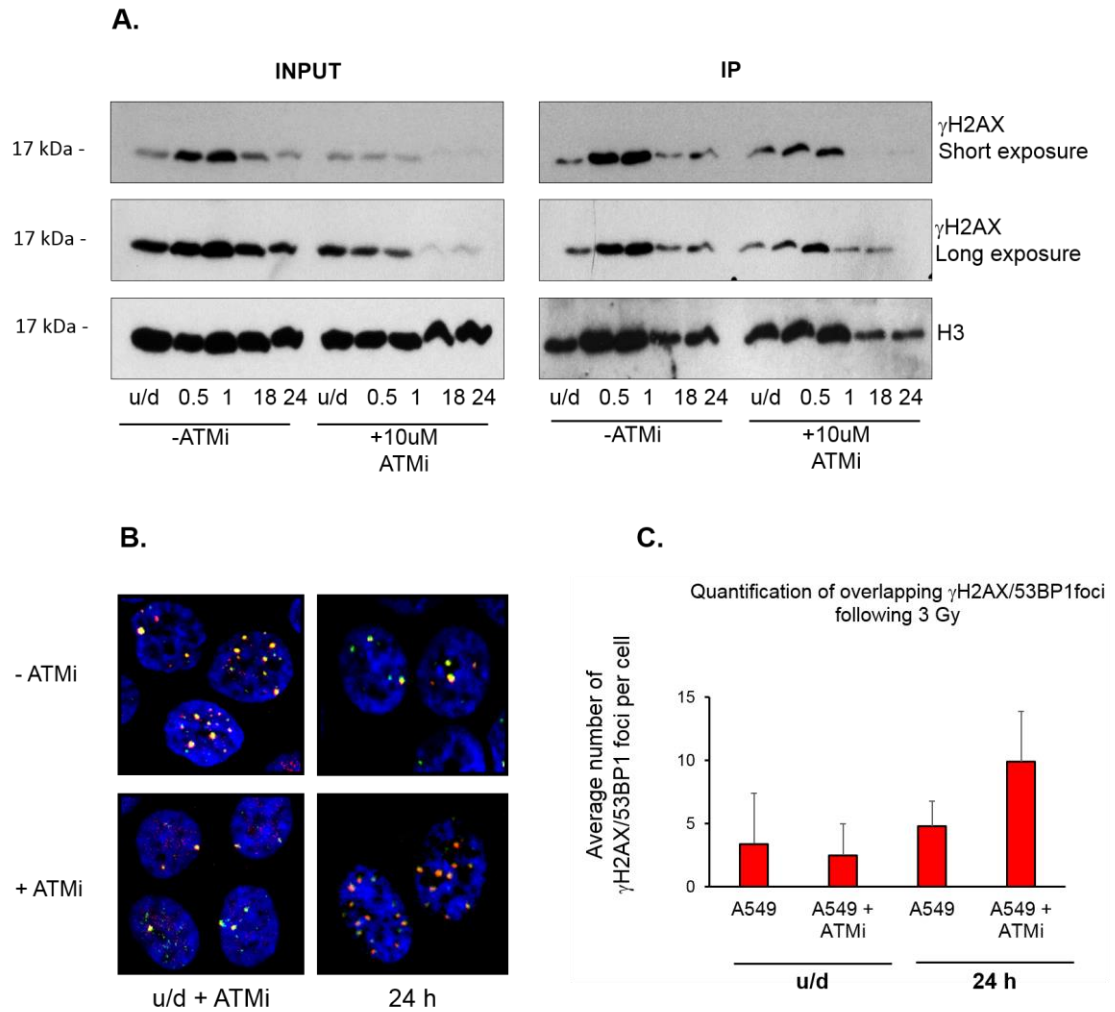 A.
INPUT
IP
17 kDa -
γH2AX
Short exposure
17 kDa -
γH2AX
Long exposure
17 kDa -
H3
u/d 0.5 1 18 24 u/d 0.5 1 18 24
-ATMi
+10uM
ATMi
u/d 0.5 1 18 24 u/d 0.5 1 18 24
-ATMi
+10uM
ATMi
B.
- ATMi
+ ATMi
u/d + ATMi
24 h
C.
Quantification of overlapping γH2AX/53BP1foci
following 3 Gy
Average number of
γH2AX/53BP1 foci per cell
15
10
5
0
A549
A549 +
ATMi
A549
A549 +
ATMi
u/d
24 h